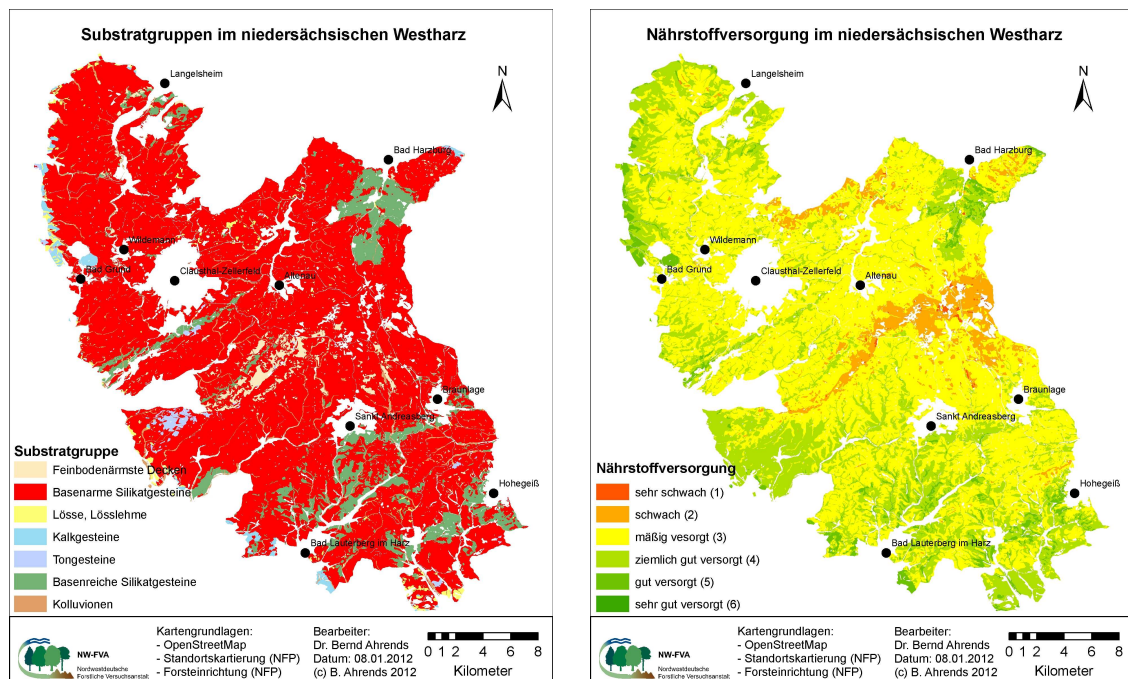 Substratgruppen im niedersächsischen Westharz
N
Langelsheim
Bad Harzburg
Wildemann
Bad Grund
Clausthal-Zellerfeld
Altenau
Braunlage
Sankt Andreasberg
Hohegeiß
Bad Lauterberg im Harz
Substratgruppe
Feinbodenärmste Decken
Basenarme Silikatgesteine
Lösse, Lösslehme
Kalkgesteine
Tongesteine
Basenreiche Silikatgesteine
Kolluvionen
NW-FVA
Nordwestdeutsche
Forstliche Versuchsanstalt
Kartengrundlagen:
- OpenStreetMap
- Standortskartierung (NFP)
- Forsteinrichtung (NFP)
Bearbeiter:
Dr. Bernd Ahrends
Datum: 08.01.2012
(c) B. Ahrends 2012
0 1 2 4 6 8
Kilometer
Nährstoffversorgung im niedersächsischen Westharz
N
Langelsheim
Bad Harzburg
Wildemann
Bad Grund
Clausthal-Zellerfeld
Altenau
Braunlage
Sankt Andreasberg
Hohegeiß
Bad Lauterberg im Harz
Nährstoffversorgung
sehr schwach (1)
schwach (2)
mäßig vesorgt (3)
ziemlich gut versorgt (4)
gut versorgt (5)
sehr gut versorgt (6)
NW-FVA
Nordwestdeutsche
Forstliche Versuchsanstalt
Kartengrundlagen:
- OpenStreetMap
- Standortskartierung (NFP)
- Forsteinrichtung (NFP)
Bearbeiter:
Dr. Bernd Ahrends
Datum: 08.01.2012
(c) B. Ahrends 2012
0 1 2 4 6 8
Kilometer